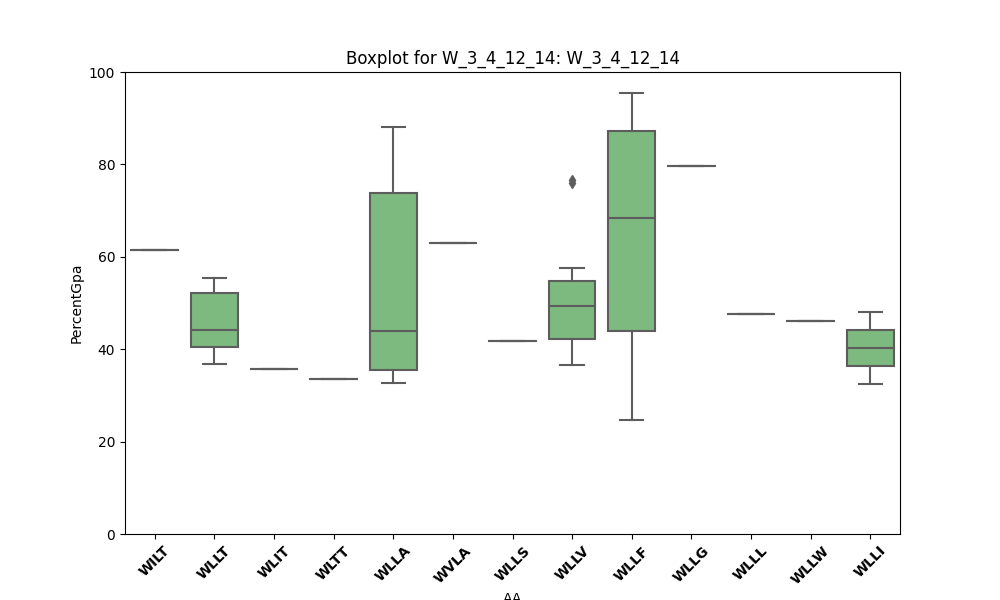 Boxplot for W_3_4_12_14: W_3_4_12_14
PercentGpa
100
80
60
40
20
0
WILT
WLLT
WLIT
WLTT
WLLA
WVLA
WLLS
WLLV
WLLF
WLLG
WLLL
WLLW
WLLI
AA